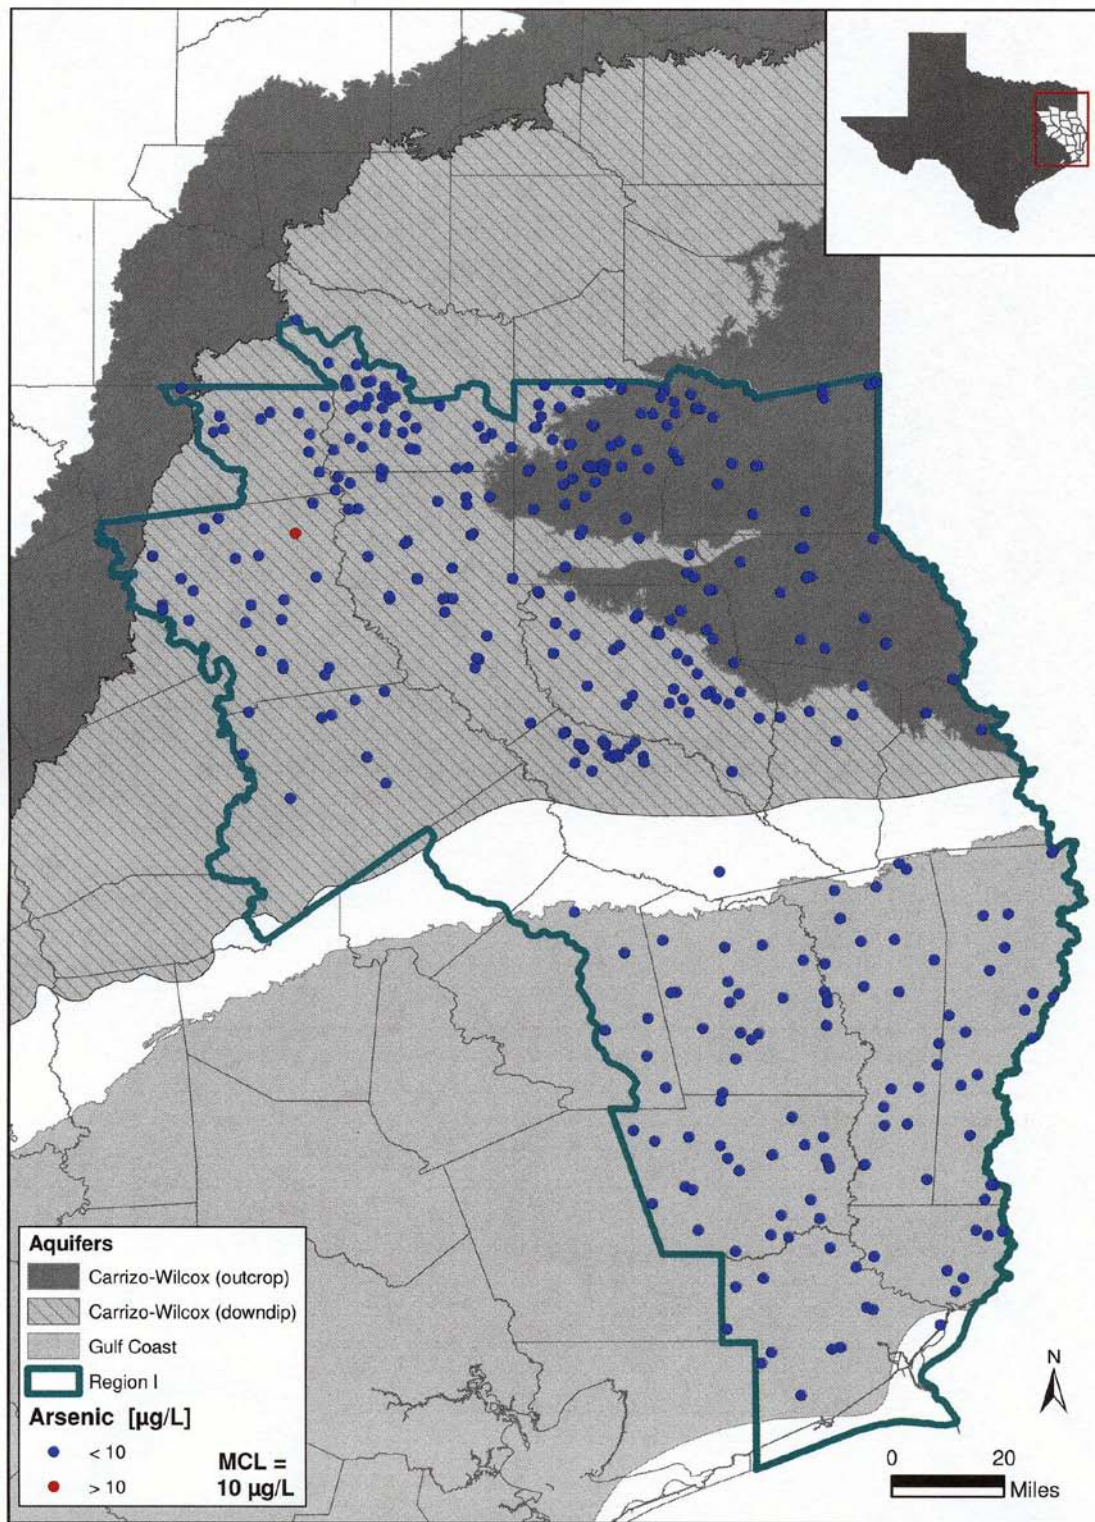 Aquifers
Carrizo-Wilcox (outcrop)
Carrizo-Wilcox (downdip)
Gulf Coast
Region I
Arsenic [µg/L]
< 10
> 10
MCL =
10 µg/L
N
0 20
Miles